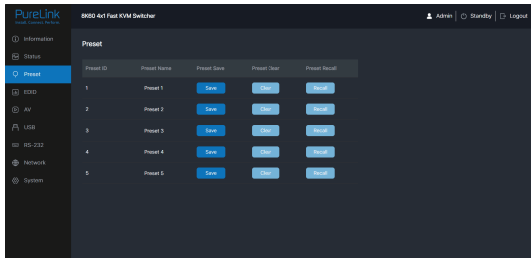 PureLink
8K60 4x1 Fast KVM Switcher
Admin
Standby
Logout
Information
Status
Preset
EDID
AV
USB
RS-232
Network
System
Preset
Preset ID Preset Name Preset Save Preset Clear Preset Recall
1 Preset 1 Save Clear Recall
2 Preset 2 Save Clear Recall
3 Preset 3 Save Clear Recall
4 Preset 4 Save Clear Recall
5 Preset 5 Save Clear Recall